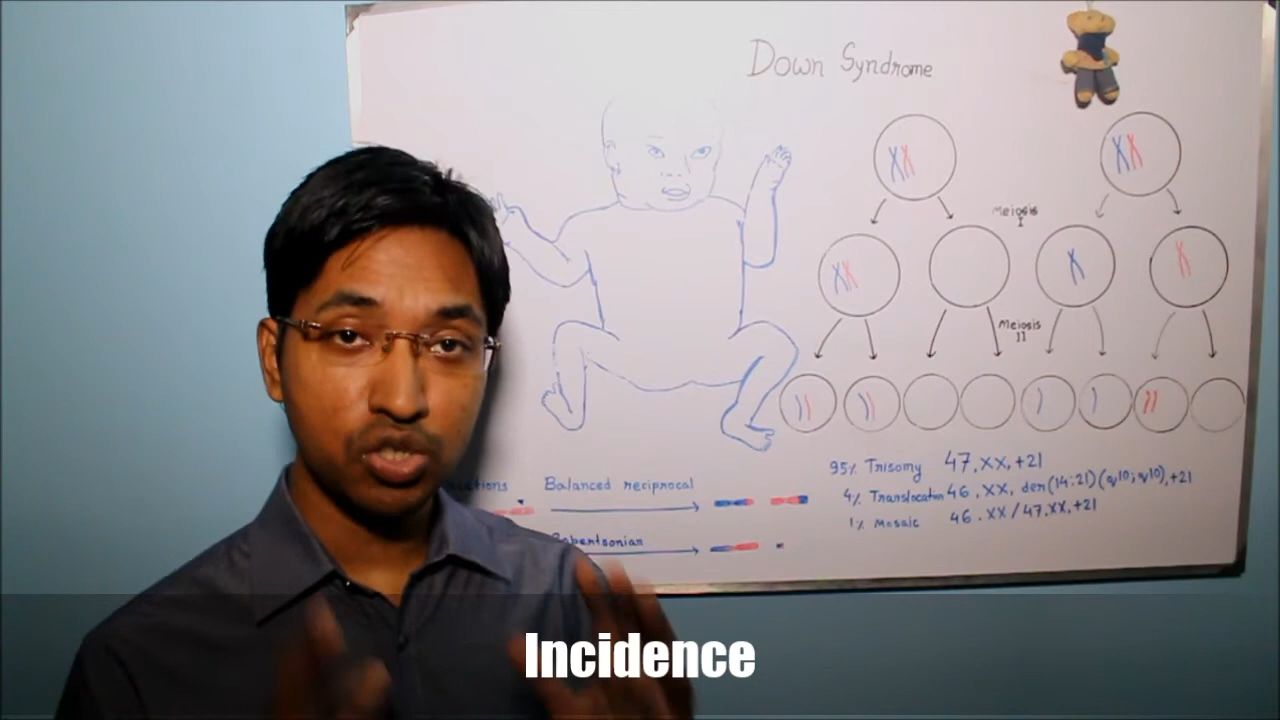 Down Syndrome
Meiosis
I
Meiosis
II
95% Trisomy 47,XX,+21
4% Translocation 46,XX, der(14;21)(q10;q10),+21
1% Mosaic 46.XX/47,XX,+21
Balanced reciprocal
Robertsonian
Incidence